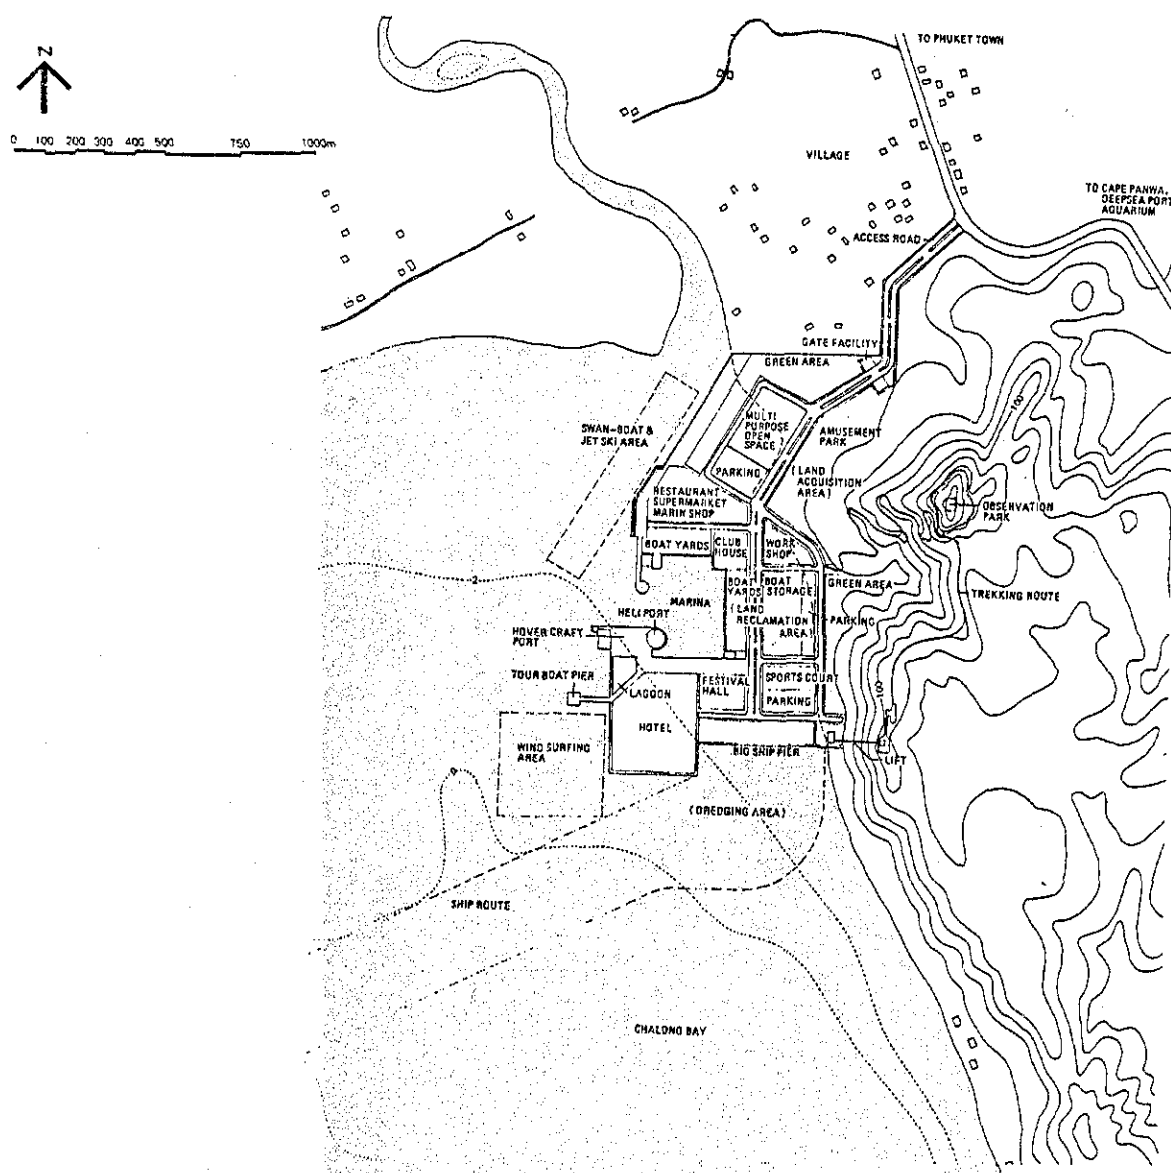 TO PHUKET TOWN
N
0 100 200 300 400 500 750 1000m
VILLAGE
TO CAPE PANWA,
DEEPSEA PORT
AQUARIUM
ACCESS ROAD
GATE FACILITY
GREEN AREA
100
MULTI
PURPOSE
OPEN
SPACE
SWAN-BOAT &
JET SKI AREA
AMUSEMENT
PARK
PARKING
(LAND
ACQUISITION
AREA)
RESTAURANT
SUPERMARKET
MARIN SHOP
OBSERVATION
PARK
BOAT YARDS
CLUB
HOUSE
WORK
SHOP
2
BOAT
YARDS
BOAT
STORAGE
GREEN AREA
TREKKING ROUTE
MARINA
HELIPORT
(LAND
RECLAMATION
AREA)
PARKING
HOVER CRAFT
PORT
TOUR BOAT PIER
LAGOON
FESTIVAL
HALL
SPORTS COURT
PARKING
100
HOTEL
WIND SURFING
AREA
BIG SHIP PIER
LIFT
0
(DREDGING AREA)
SHIP ROUTE
CHALONG BAY